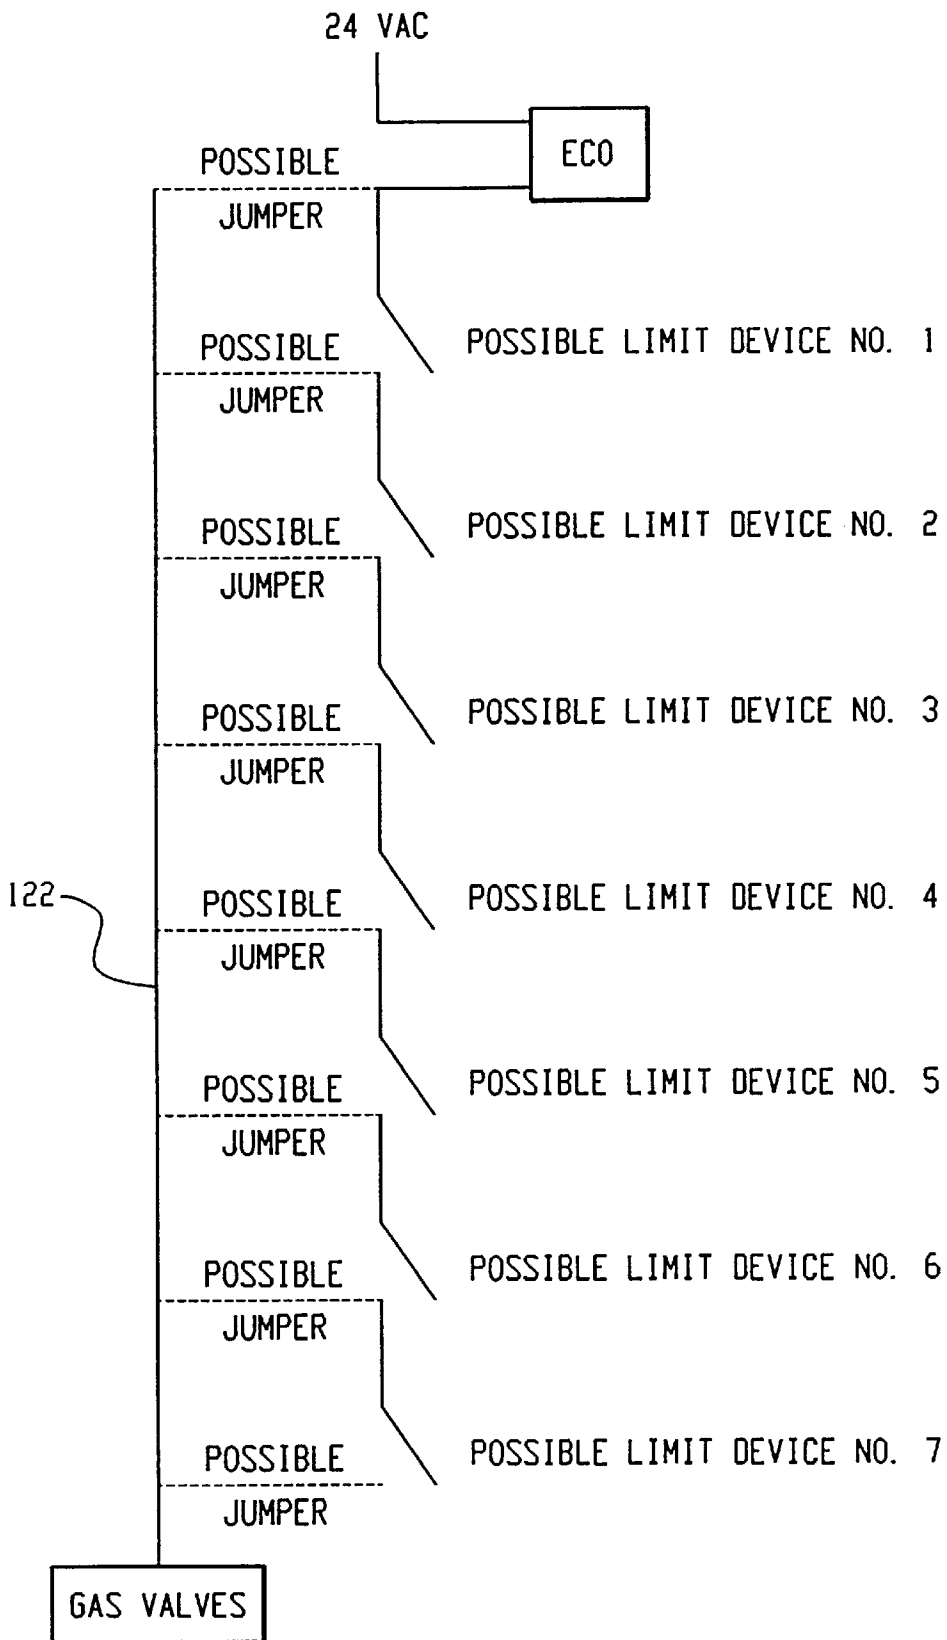 24 VAC
ECO
POSSIBLE
JUMPER
POSSIBLE LIMIT DEVICE NO. 1
POSSIBLE
JUMPER
POSSIBLE LIMIT DEVICE NO. 2
POSSIBLE
JUMPER
POSSIBLE LIMIT DEVICE NO. 3
POSSIBLE
JUMPER
POSSIBLE LIMIT DEVICE NO. 4
122
POSSIBLE
JUMPER
POSSIBLE LIMIT DEVICE NO. 5
POSSIBLE
JUMPER
POSSIBLE LIMIT DEVICE NO. 6
POSSIBLE
JUMPER
POSSIBLE LIMIT DEVICE NO. 7
POSSIBLE
JUMPER
GAS VALVES